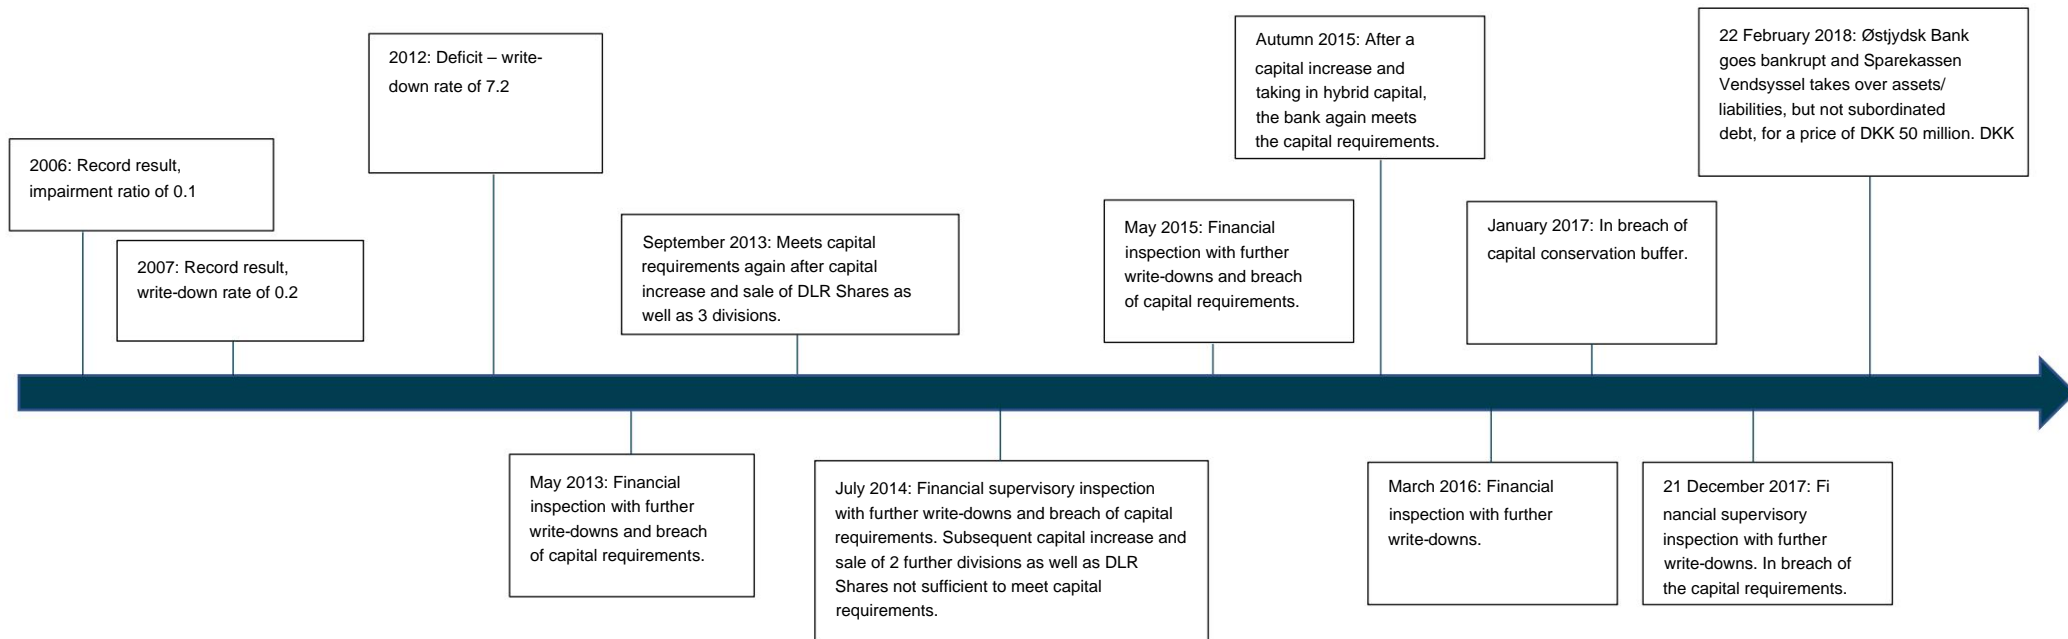 2006: Record result,
impairment ratio of 0.1
2007: Record result,
write-down rate of 0.2
2012: Deficit – write-
down rate of 7.2
May 2013: Financial
inspection with further
write-downs and breach
of capital requirements.
September 2013: Meets capital
requirements again after capital
increase and sale of DLR Shares as
well as 3 divisions.
July 2014: Financial supervisory inspection
with further write-downs and breach of capital
requirements. Subsequent capital increase and
sale of 2 further divisions as well as DLR
Shares not sufficient to meet capital
requirements.
May 2015: Financial
inspection with further
write-downs and breach
of capital requirements.
Autumn 2015: After a
capital increase and
taking in hybrid capital,
the bank again meets
the capital requirements.
March 2016: Financial
inspection with further
write-downs.
January 2017: In breach of
capital conservation buffer.
21 December 2017: Fi
nancial supervisory
inspection with further
write-downs. In breach of
the capital requirements.
22 February 2018: Østjydsk Bank
goes bankrupt and Sparekassen
Vendsyssel takes over assets/
liabilities, but not subordinated
debt, for a price of DKK 50 million. DKK